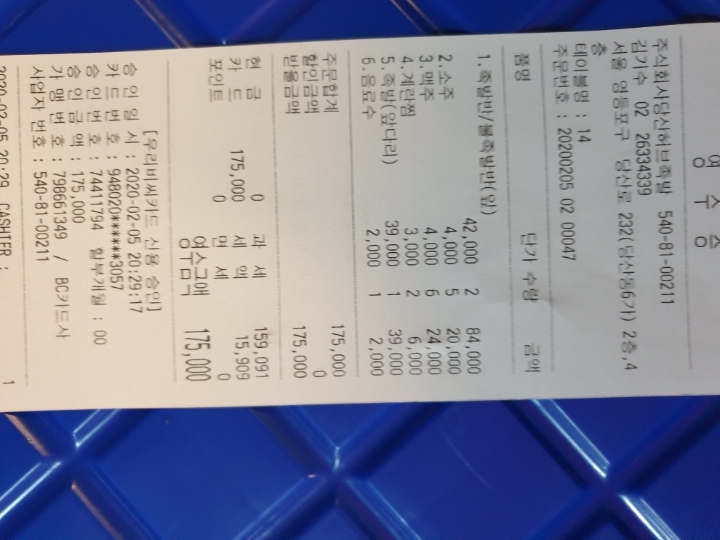 영 수 증
주식회사당산허브족발 540-81-00211
김기수 02 26334339
서울 영등포구 당산로 232(당산동6가) 2층,4
층
테이블명 : 14
주문번호 : 20200205 02 00047
품명 단가 수량 금액
1. 족발반/불족발반(앞)
42,000 2 84,000
2. 소주 4,000 5 20,000
3. 맥주 4,000 6 24,000
4. 계란찜 3,000 2 6,000
5. 족발(앞다리) 39,000 1 39,000
6. 음료수 2,000 1 2,000
주문합계 175,000
할인금액 0
받을금액 175,000
현 금 0 과 세 159,091
카 드 175,000 세 액 15,909
포인트 0 면 세 0
영수금액 175,000
[우리비씨카드 신용 승인]
승 인 일 시 : 2020-02-05 20:29:17
카 드 번 호 : 948020******3057
승 인 번 호 : 74411794 할부개월 : 00
승 인 금 액 : 175,000
가 맹 번 호 : 798661349 / BC카드사
사업자 번호 : 540-81-00211
2020-02-05 20:29 CASHIER : 1